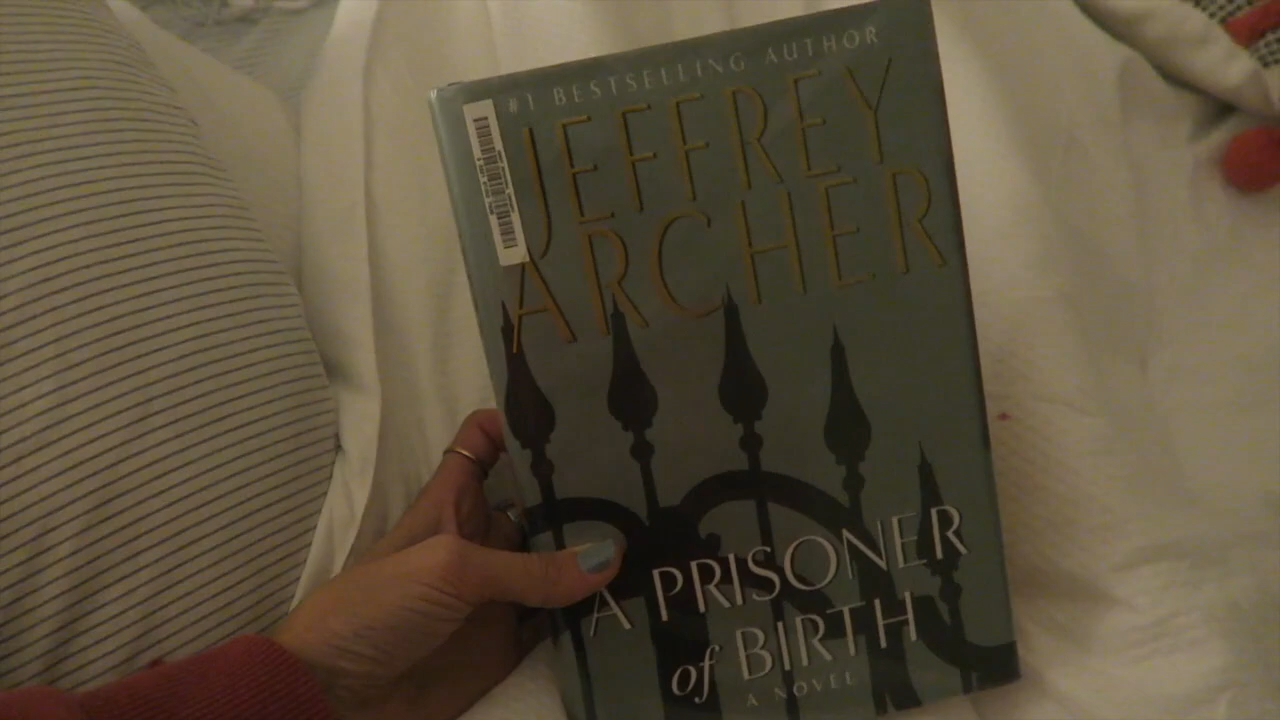 #1 BESTSELLING AUTHOR
JEFFREY
ARCHER
A PRISONER
of BIRTH
A NOVEL